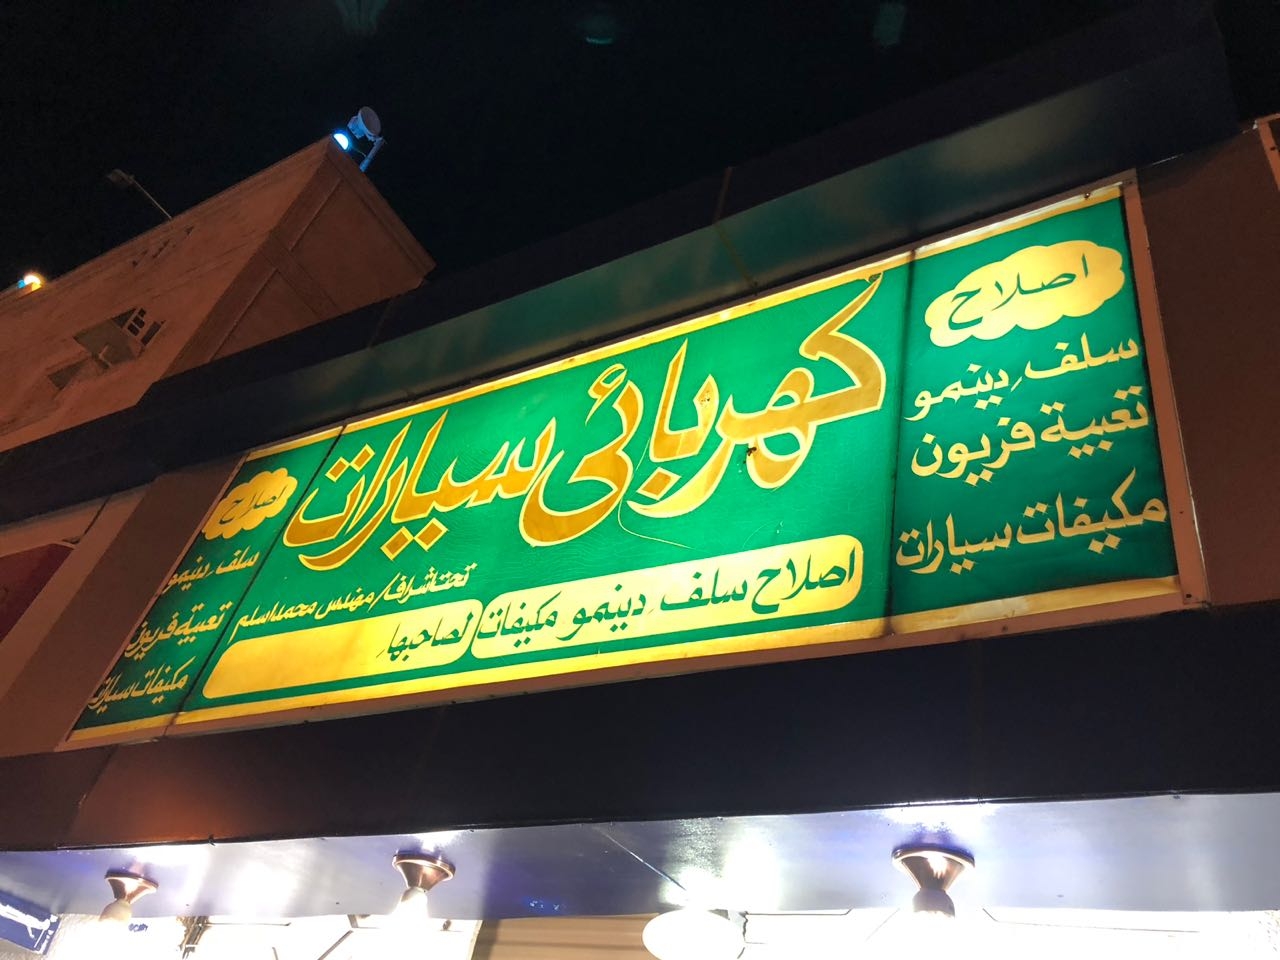 اصلاح
سلف، دينمو
تعبية فريون
مكيفات سيارات
كهربائي سيارات
تحت اشراف/ مهندس محمد اسلم
اصلاح سلف، دينمو مكيفات لصاحبها،
اصلاح
سلف، دينمو
تعبية فريون
مكيفات سيارات